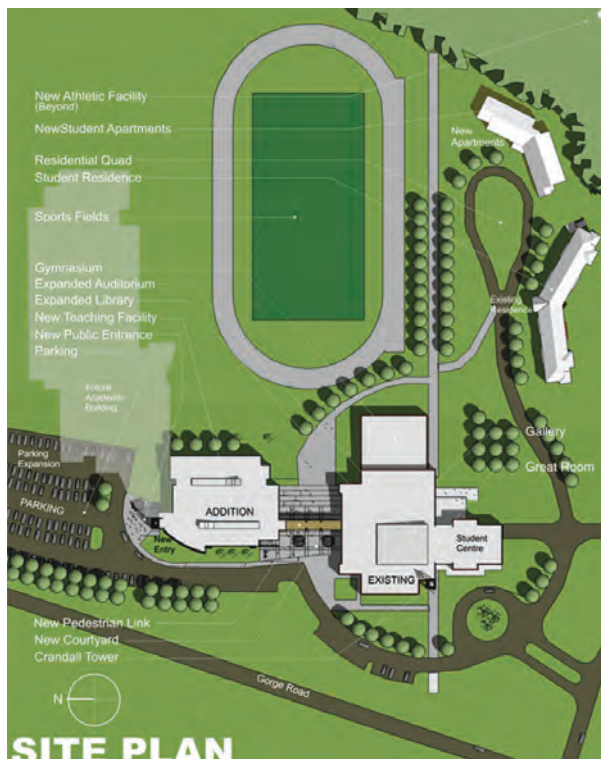 New Athletic Facility
(Beyond)
NewStudent Apartments
New
Apartments
Residential Quad
Student Residence
Sports Fields
Gymnasium
Expanded Auditorium
Expanded Library
New Teaching Facility
New Public Entrance
Parking
Existing
Residence
Future
Academic
Building
Gallery
Great Room
Parking
Expansion
PARKING
ADDITION
New
Entry
Student
Centre
EXISTING
New Pedestrian Link
New Courtyard
Crandall Tower
Gorge Road
N
SITE PLAN